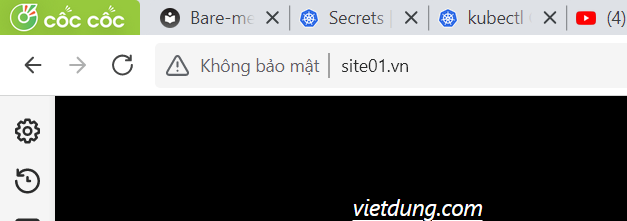 cốc cốc Bare-me Secrets kubectl (4)
Không bảo mật site01.vn
vietdung.com